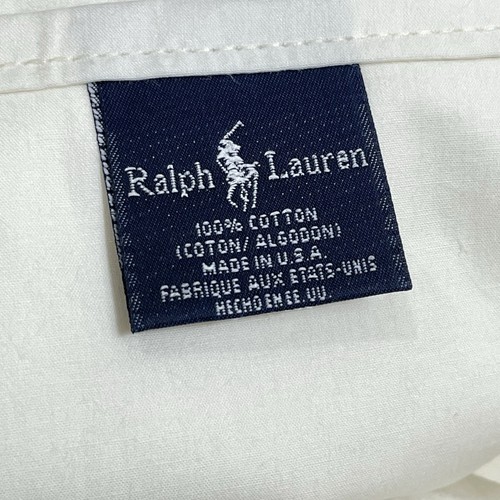 Ralph Lauren
100% COTTON
(COTON/ALGODON)
MADE IN U.S.A.
FABRIQUE AUX ETATS-UNIS
HECHO EN EE. UU.